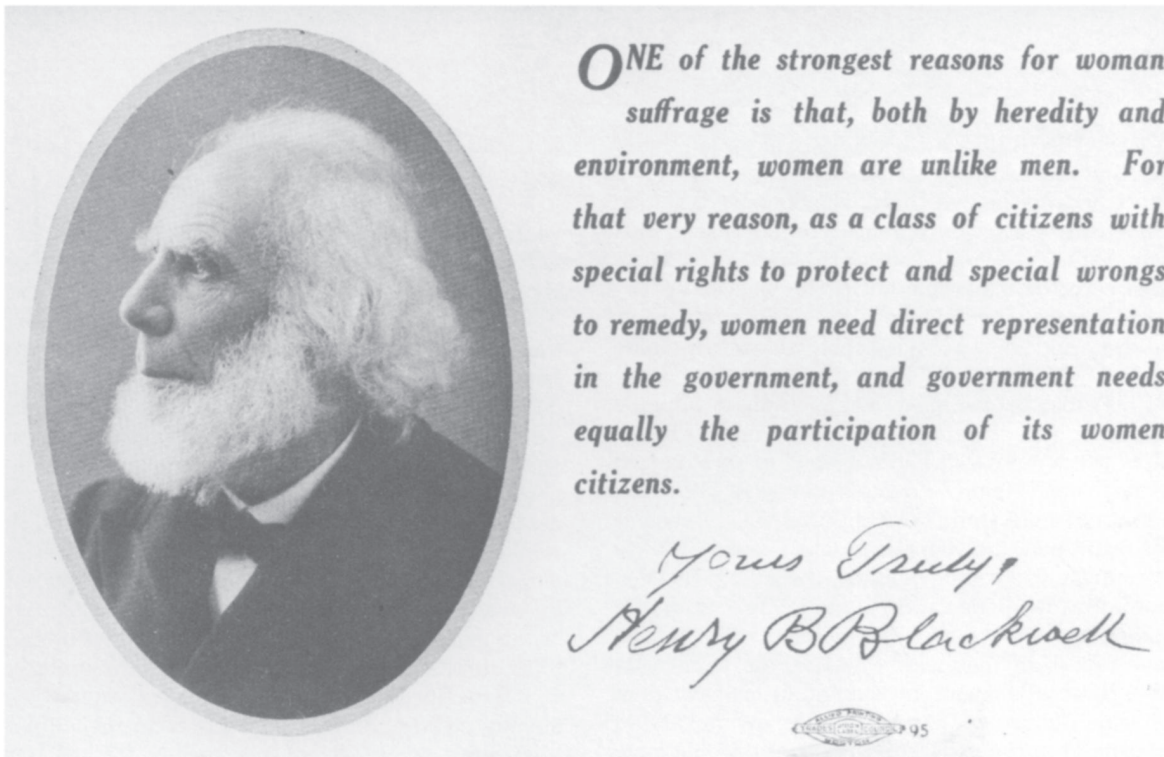 ONE of the strongest reasons for woman
suffrage is that, both by heredity and
environment, women are unlike men. For
that very reason, as a class of citizens with
special rights to protect and special wrongs
to remedy, women need direct representation
in the government, and government needs
equally the participation of its women
citizens.
Yours Truly,
Henry B Blackwell
95